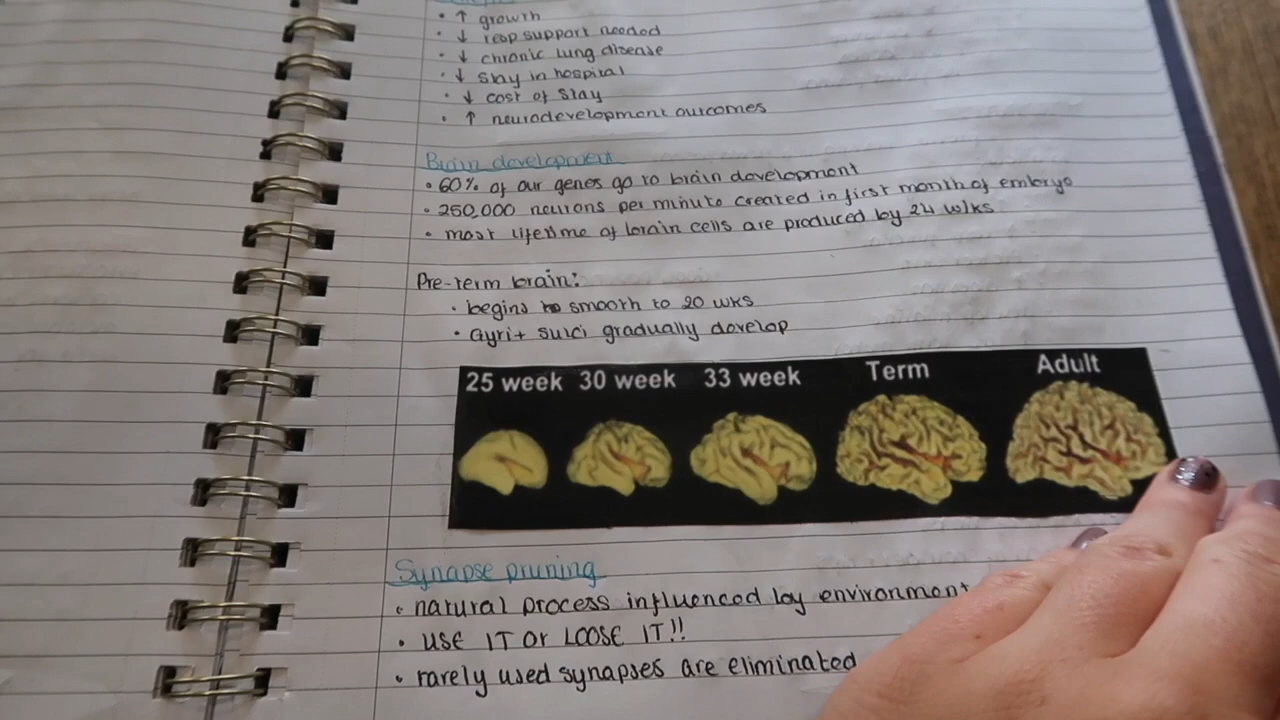 • ↑ growth
• ↓ resp support needed
• ↓ chronic lung disease
• ↓ stay in hospital
• ↓ cost of stay
• ↑ neurodevelopment outcomes
Brain development
• 60% of our genes go to brain development
• 250,000 neurons per minute created in first month of embryo
• most lifetime of brain cells are produced by 24 wks
Pre-term brain:
• begins smooth to 20 wks
• Gyri + sulci gradually develop
25 week 30 week 33 week Term Adult
Synapse pruning
• natural process influenced by environment
• USE IT OR LOOSE IT!!
• rarely used synapses are eliminated